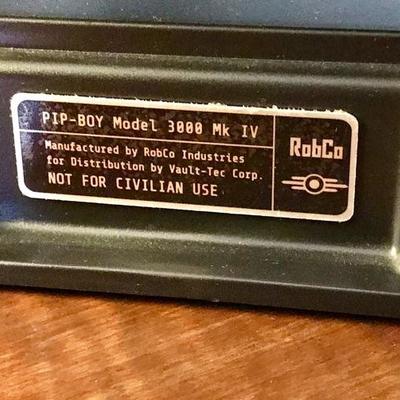 PIP-BOY Model 3000 Mk IV
Manufactured by RobCo Industries
for Distribution by Vault-Tec Corp.
NOT FOR CIVILIAN USE
RobCo